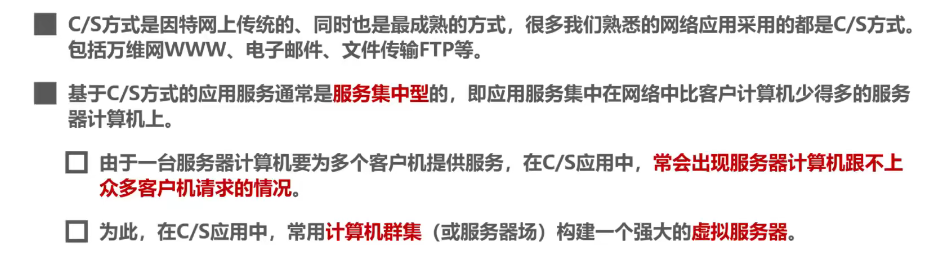 C/S方式是因特网上传统的、同时也是最成熟的方式，很多我们熟悉的网络应用采用的都是C/S方式。
包括万维网WWW、电子邮件、文件传输FTP等。
基于C/S方式的应用服务通常是服务集中型的，即应用服务集中在网络中比客户计算机少得多的服务
器计算机上。
由于一台服务器计算机要为多个客户机提供服务，在C/S应用中，常会出现服务器计算机跟不上
众多客户机请求的情况。
为此，在C/S应用中，常用计算机群集（或服务器场）构建一个强大的虚拟服务器。